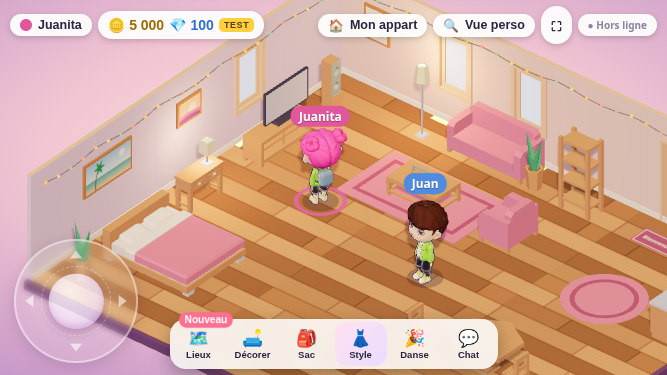 Juanita
5 000 100 TEST
Mon appart
Vue perso
Hors ligne
Juanita
Juan
Nouveau
Lieux
Décorer
Sac
Style
Danse
Chat